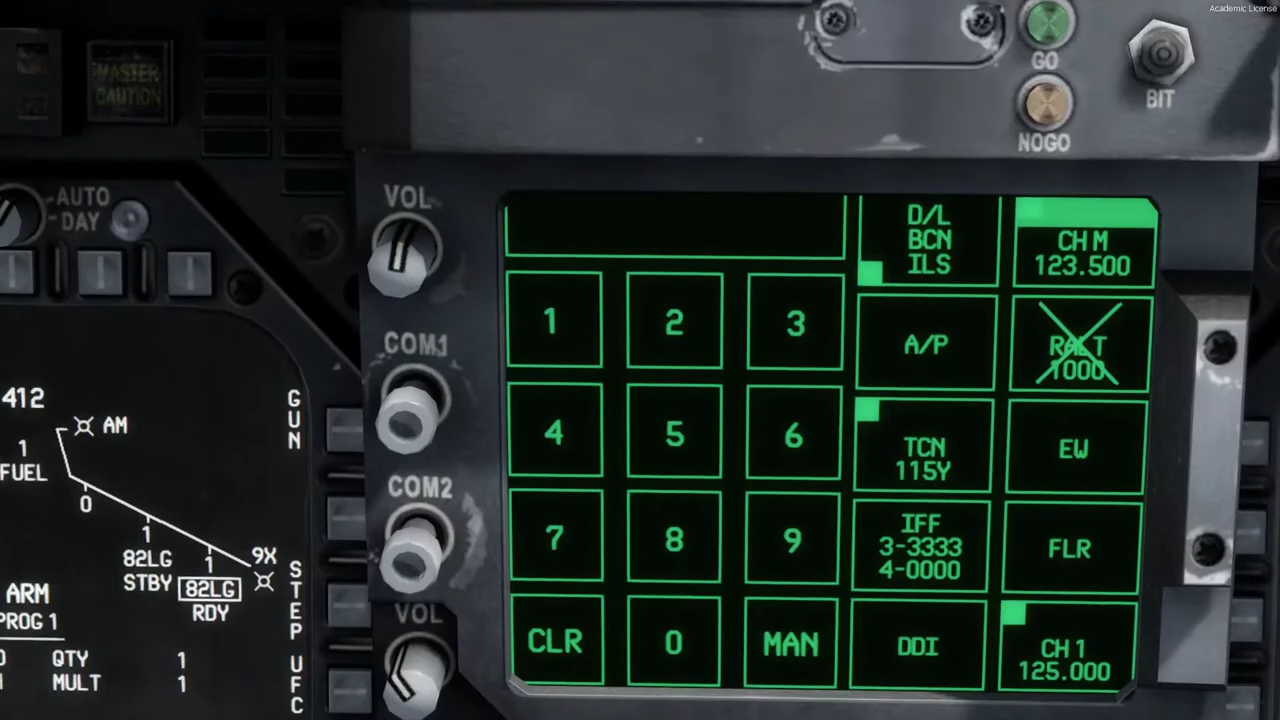 Academic License
GO
NOGO
BIT
MASTER
CAUTION
AUTO
DAY
VOL
COM1
COM2
VOL
D/L
BCN
ILS
CH M
123.500
1
2
3
A/P
RALT
1000
4
5
6
TCN
115Y
EW
7
8
9
IFF
3-3333
4-0000
FLR
CLR
0
MAN
DDI
CH 1
125.000
412
AM
GUN
1
FUEL
0
1
1
9X
82LG
STBY
82LG
RDY
STEP
UFC
ARM
PROG 1
QTY 1
MULT 1